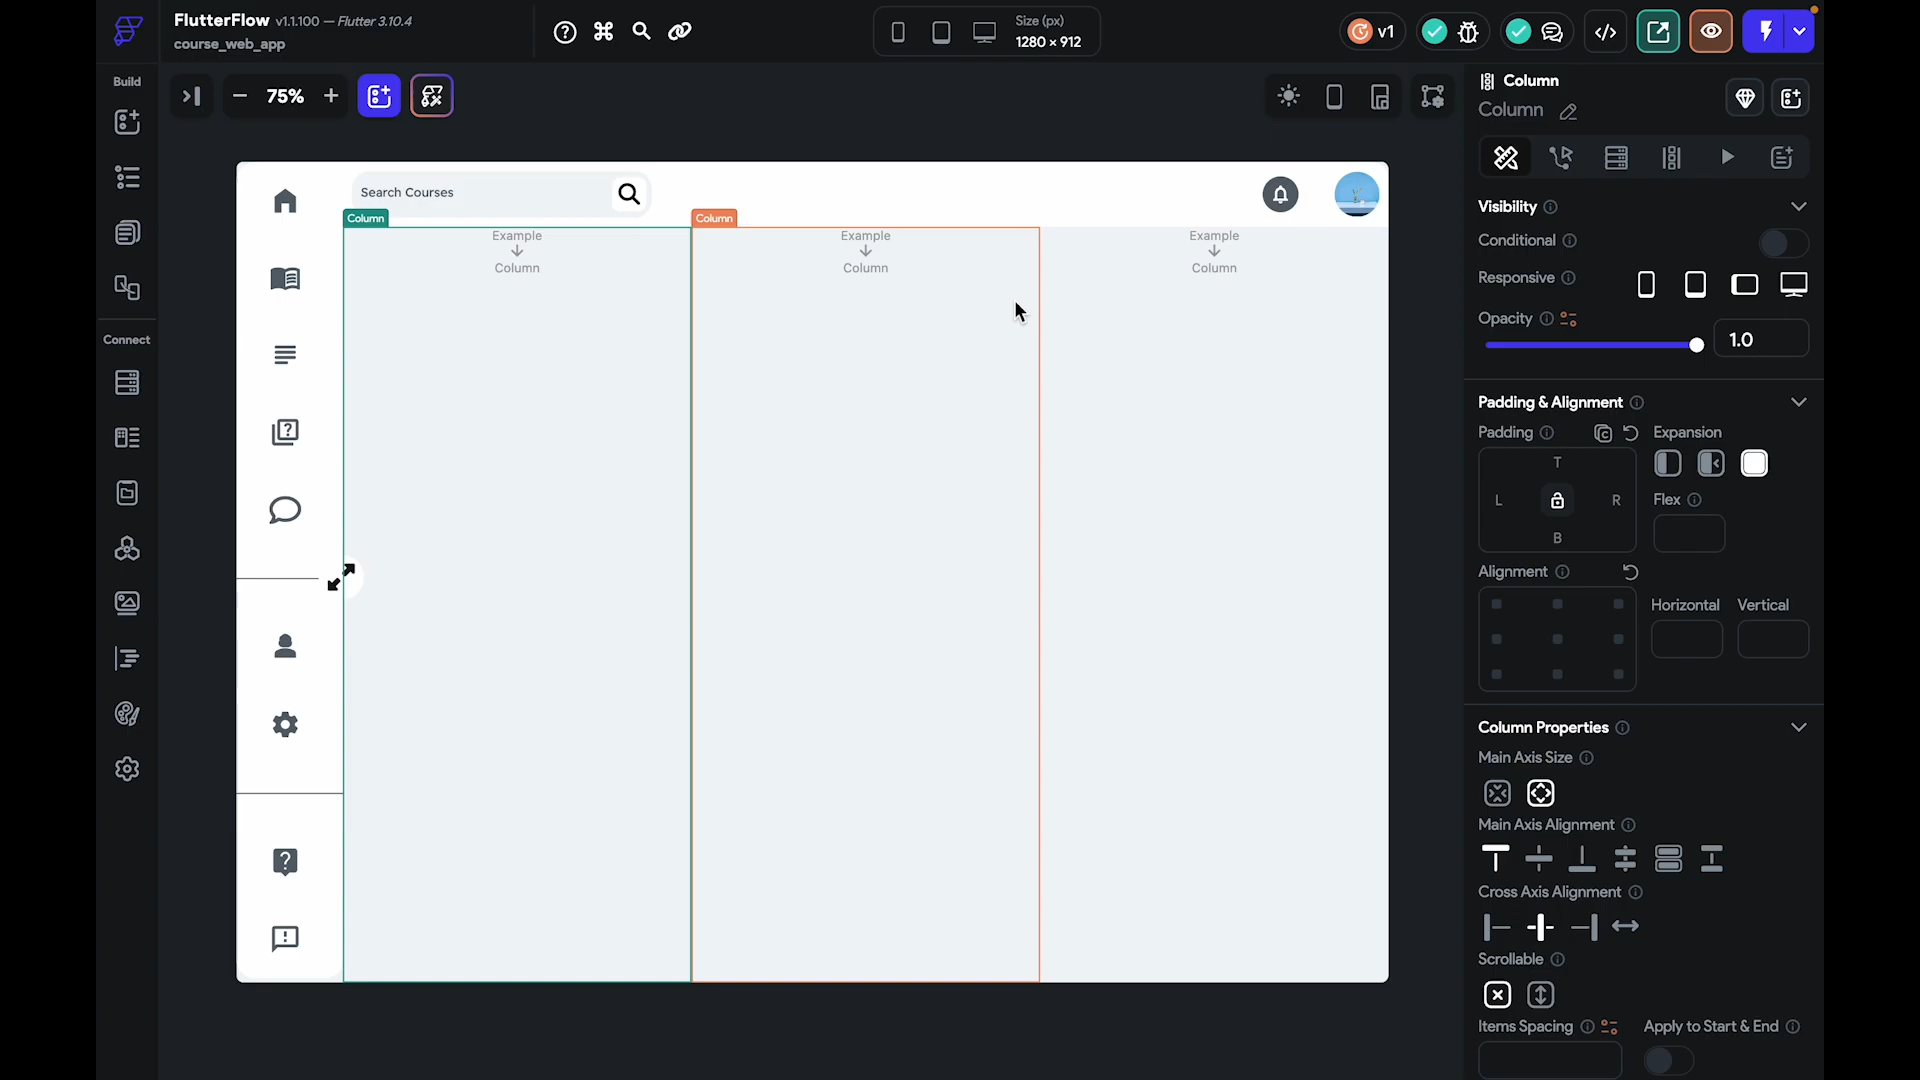 FlutterFlow v1.1.100 — Flutter 3.10.4
course_web_app
Size (px)
1280 × 912
v1
Build
75%
Column
Column
Search Courses
Column
Column
Example
Column
Example
Column
Example
Column
Connect
Visibility
Conditional
Responsive
Opacity
1.0
Padding & Alignment
Padding
Expansion
T
L
R
B
Flex
Alignment
Horizontal
Vertical
Column Properties
Main Axis Size
Main Axis Alignment
Cross Axis Alignment
Scrollable
Items Spacing
Apply to Start & End